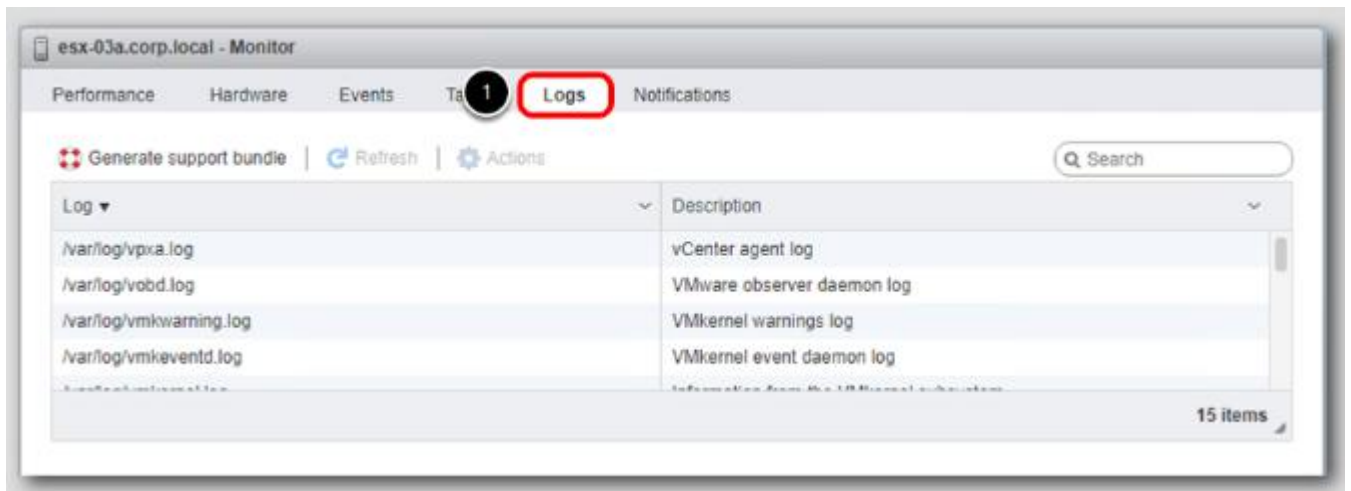 esx-03a.corp.local - Monitor
Performance Hardware Events Ta 1 Logs Notifications
Generate support bundle | Refresh | Actions Search
Log Description
/var/log/vpxa.log vCenter agent log
/var/log/vobd.log VMware observer daemon log
/var/log/vmkwarning.log VMkernel warnings log
/var/log/vmkeventd.log VMkernel event daemon log
15 items